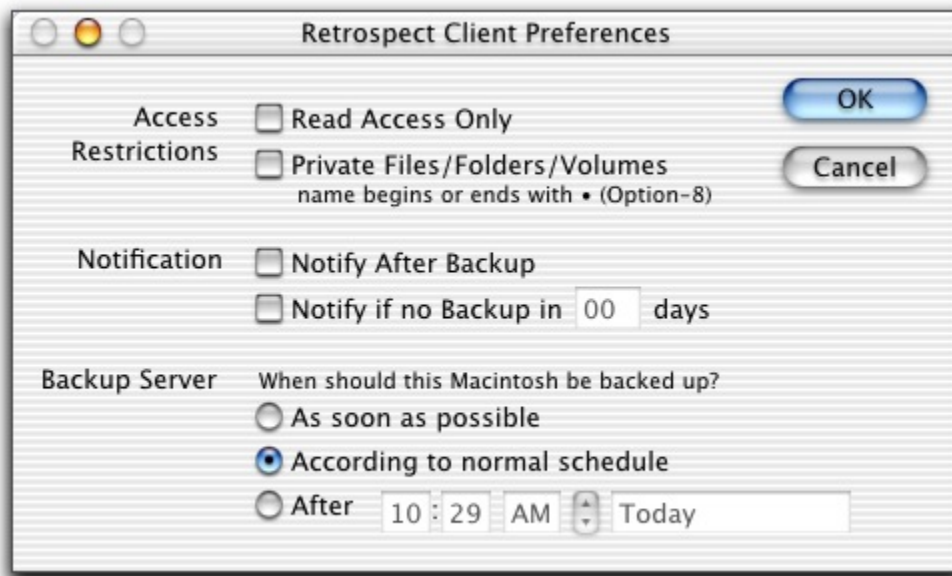 Retrospect Client Preferences
Access Restrictions
Read Access Only
Private Files/Folders/Volumes
name begins or ends with • (Option-8)
OK
Cancel
Notification
Notify After Backup
Notify if no Backup in 00 days
Backup Server
When should this Macintosh be backed up?
As soon as possible
According to normal schedule
After 10 : 29 AM Today